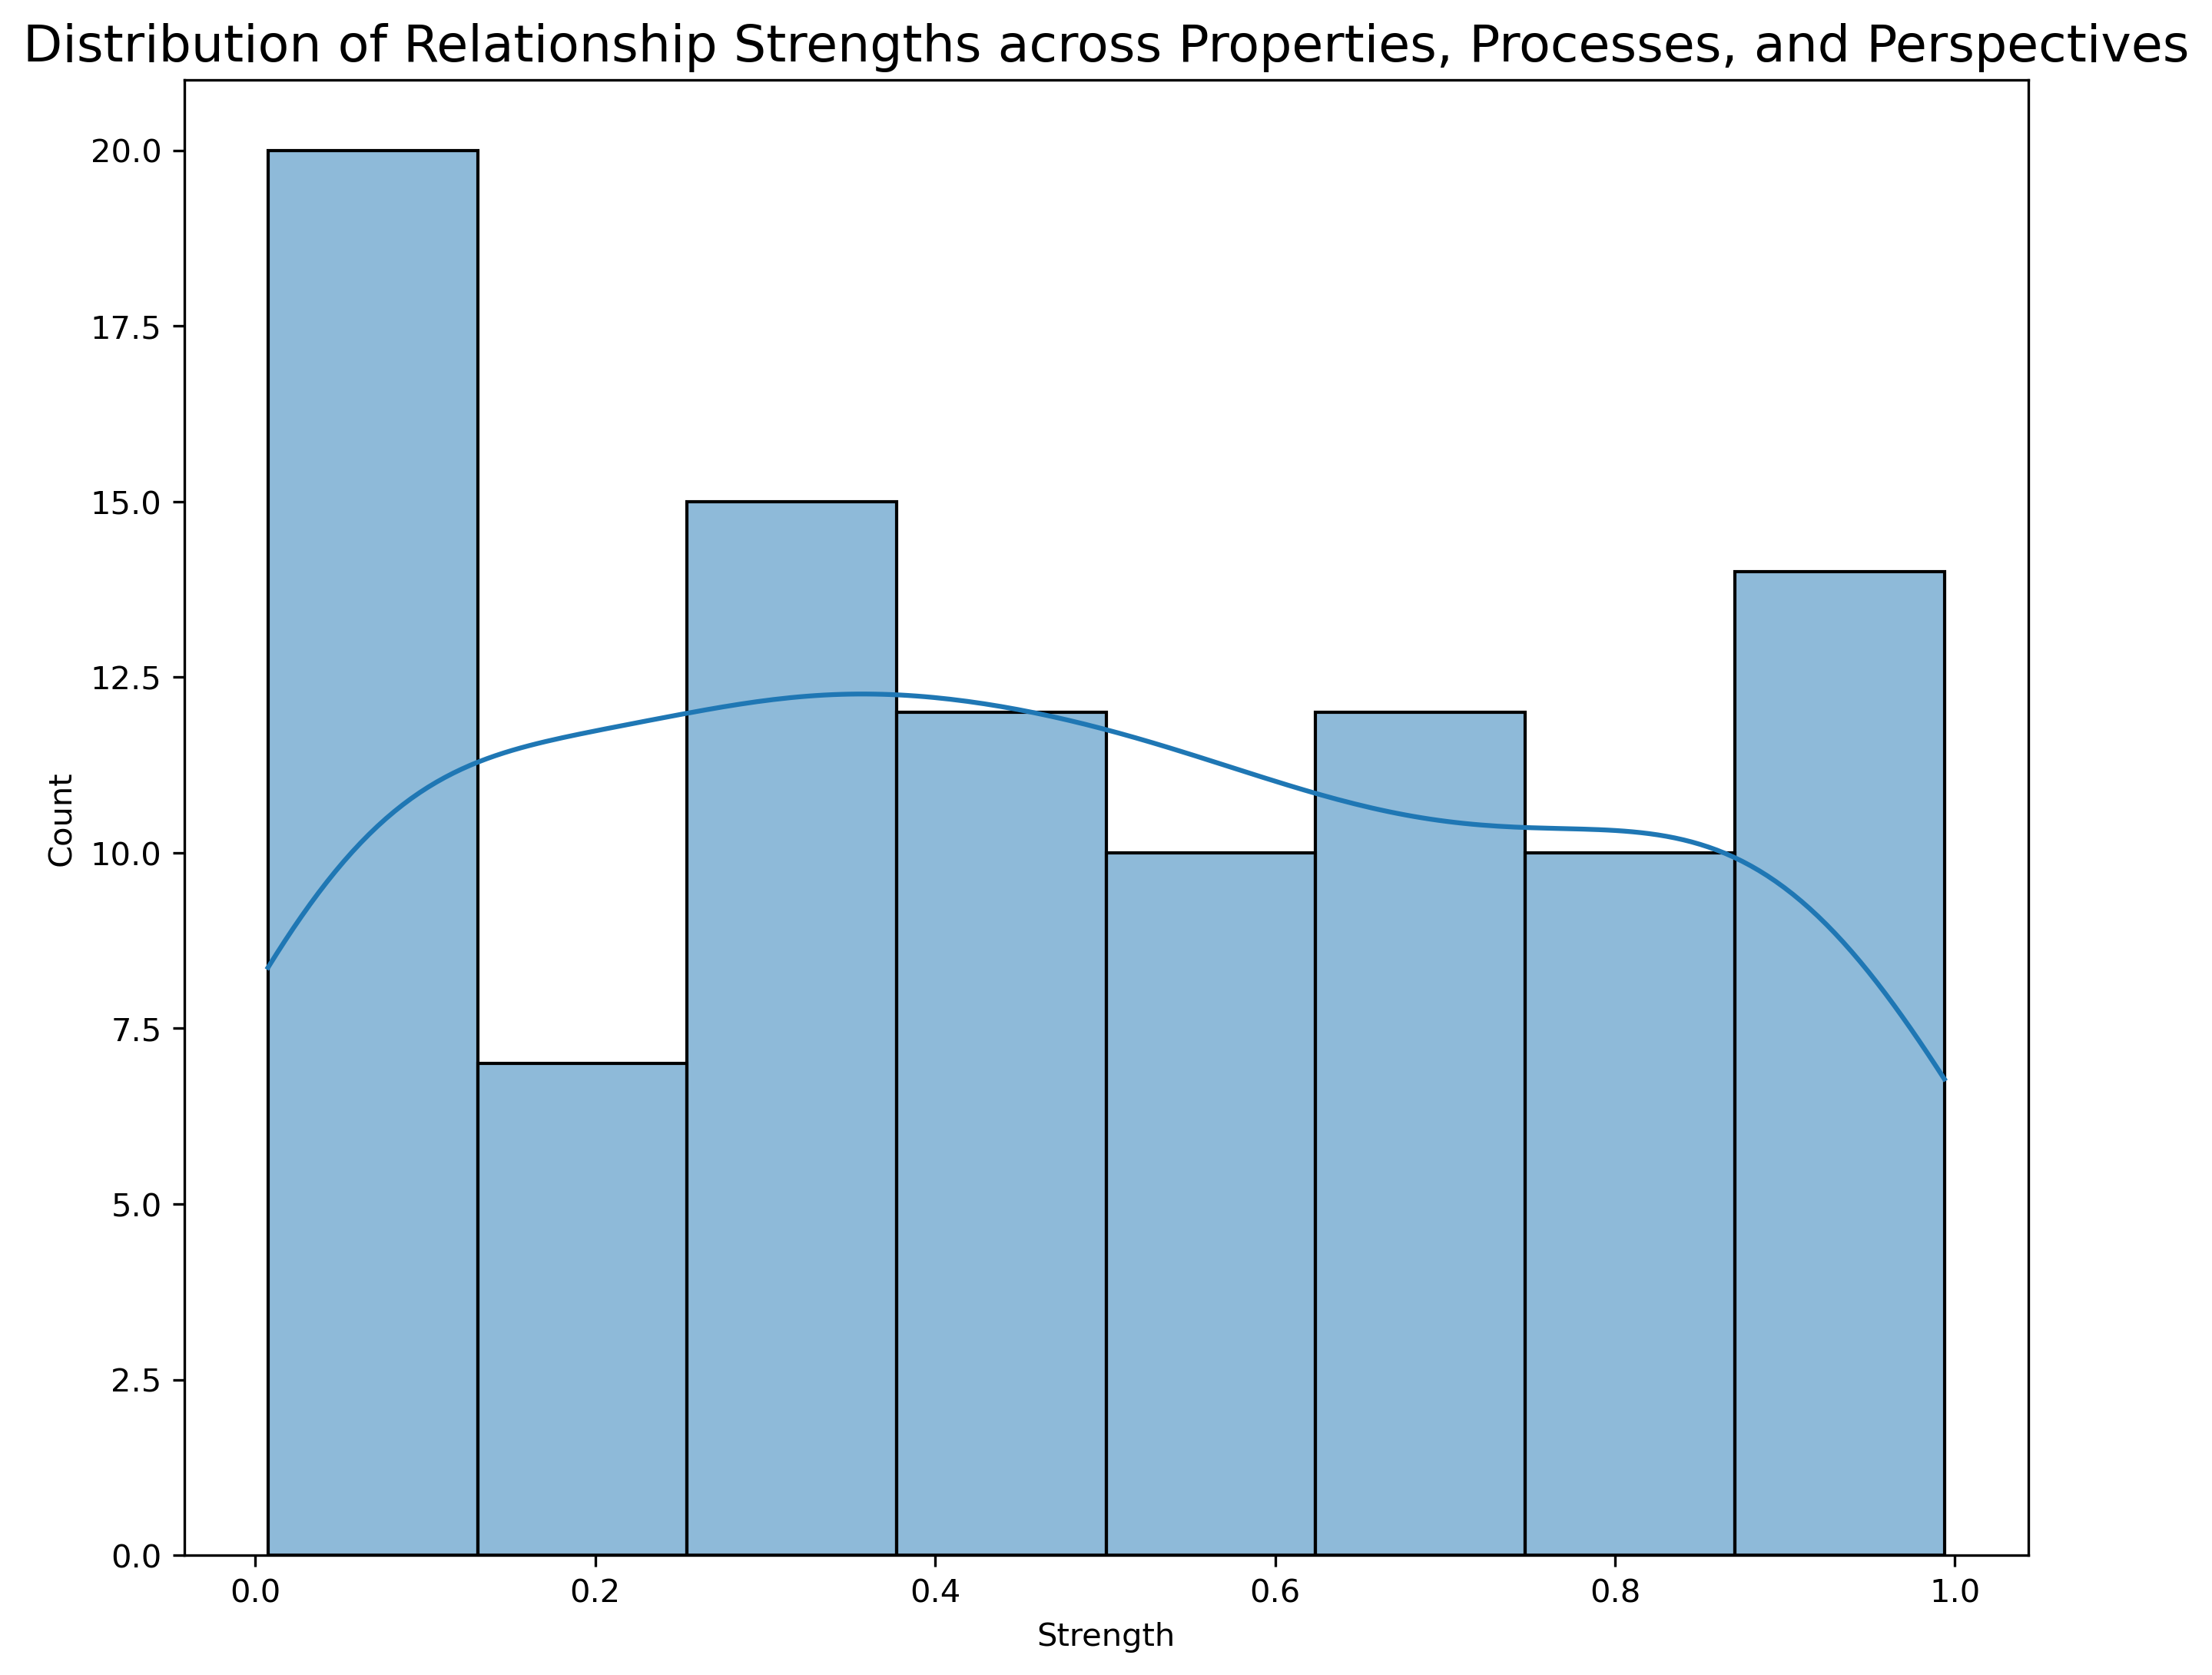 Distribution of Relationship Strengths across Properties, Processes, and Perspectives
20.0
17.5
15.0
12.5
10.0
7.5
5.0
2.5
0.0
Count
0.0 0.2 0.4 0.6 0.8 1.0
Strength